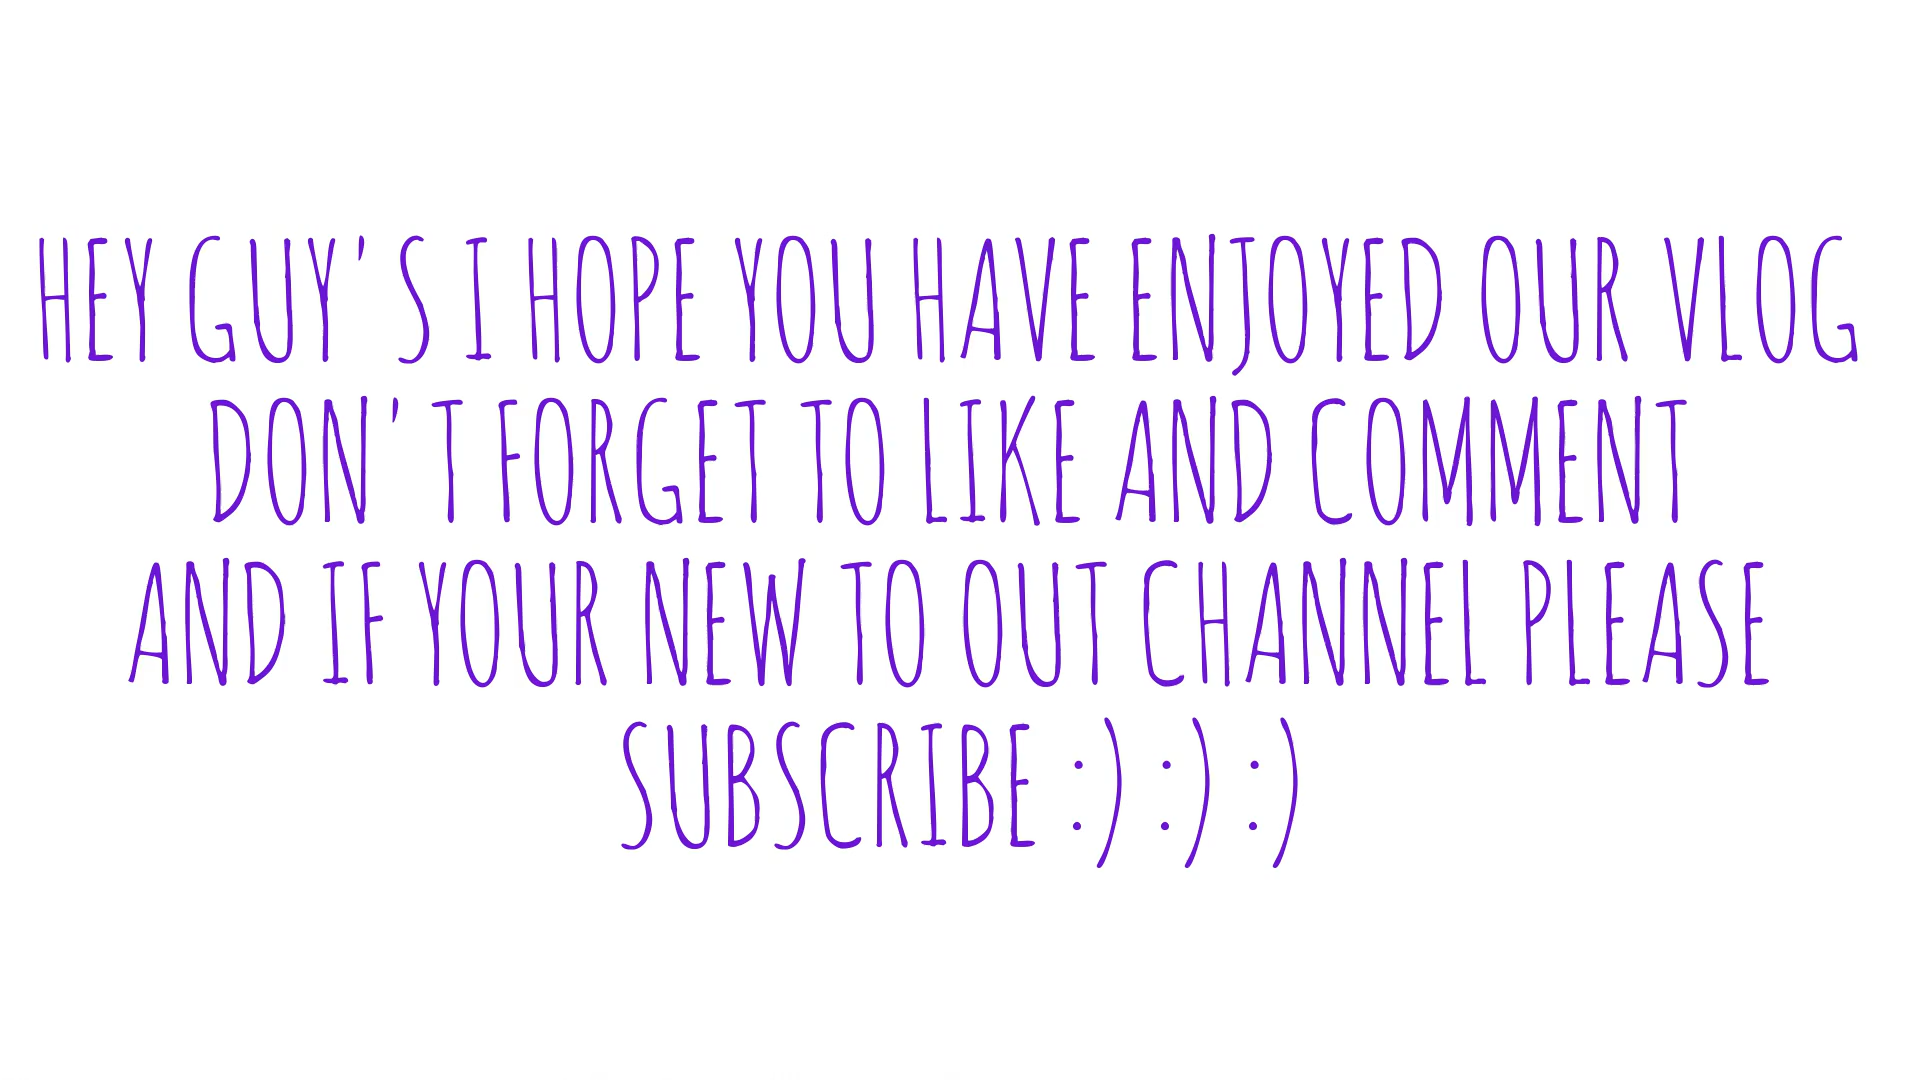 HEY GUY'S I HOPE YOU HAVE ENJOYED OUR VLOG
DON'T FORGET TO LIKE AND COMMENT
AND IF YOUR NEW TO OUT CHANNEL PLEASE
SUBSCRIBE :) :) :)